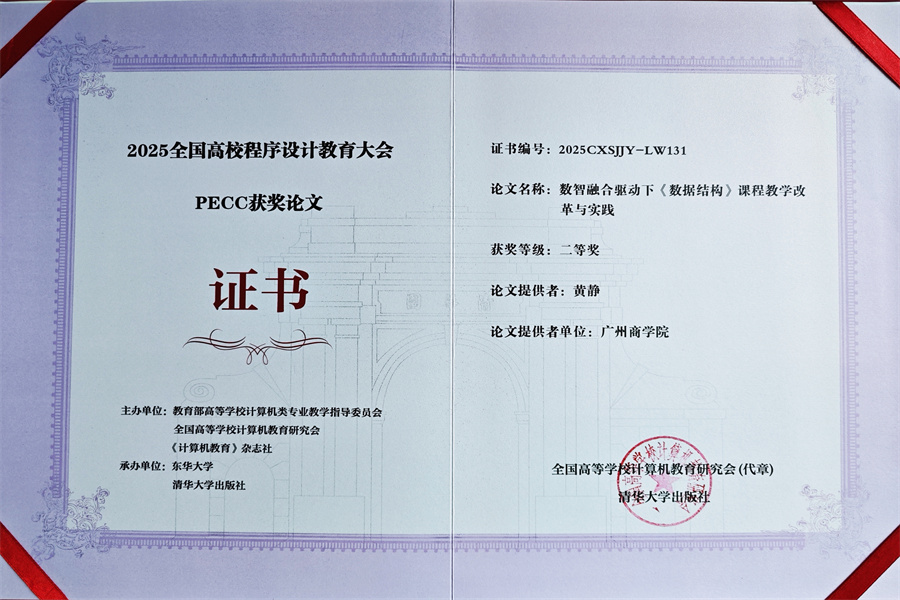 2025全国高校程序设计教育大会
PECC获奖论文
证书
主办单位：教育部高等学校计算机类专业教学指导委员会
全国高等学校计算机教育研究会
《计算机教育》杂志社
承办单位：东华大学
清华大学出版社
证书编号：2025CXSJJY-LW131
论文名称：数智融合驱动下《数据结构》课程教学改
革与实践
获奖等级：二等奖
论文提供者：黄静
论文提供者单位：广州商学院
全国高等学校计算机教育研究会(代章)
清华大学出版社